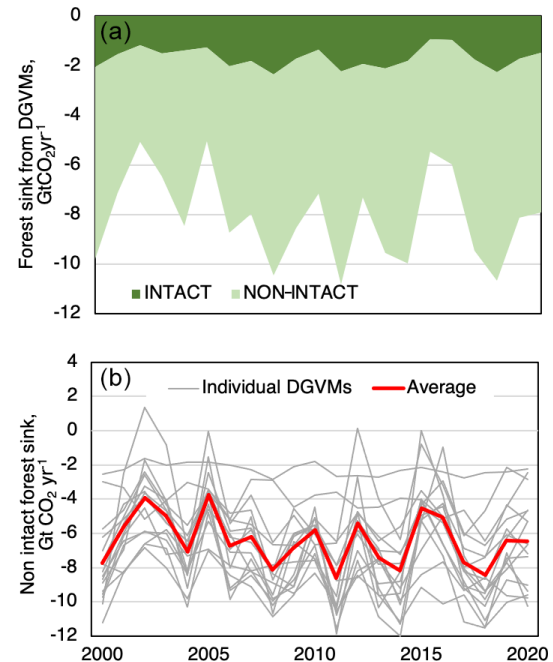 (a)
Forest sink from DGVMs,
GtCO2yr-1
0
-2
-4
-6
-8
-10
-12
INTACT NON-INTACT
(b)
Non intact forest sink,
Gt CO2 yr-1
4
2
0
-2
-4
-6
-8
-10
-12
Individual DGVMs Average
2000 2005 2010 2015 2020